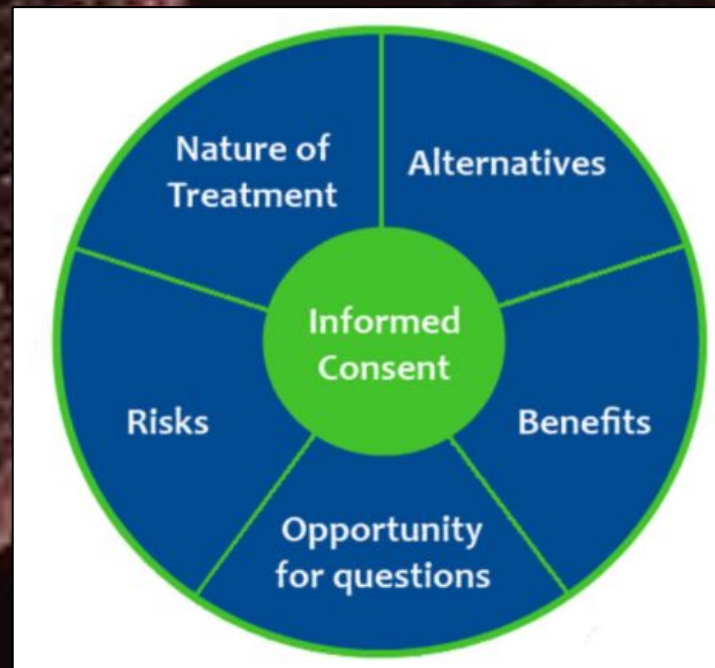 Nature of
Treatment
Alternatives
Informed
Consent
Risks
Benefits
Opportunity
for questions